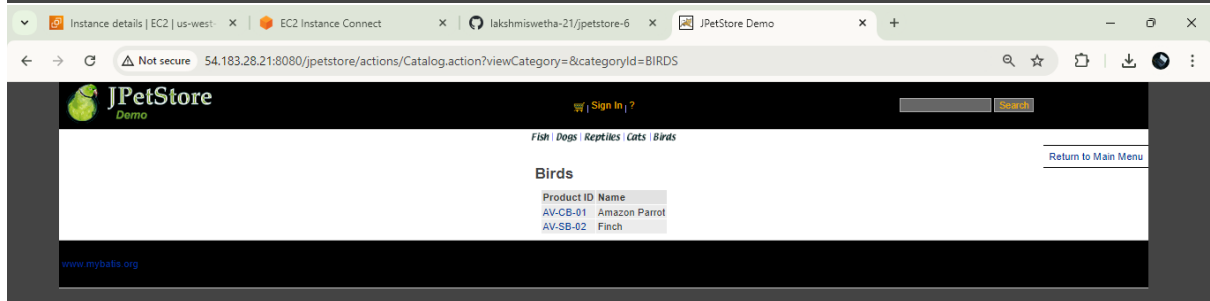 Instance details | EC2 | us-west-
EC2 Instance Connect
lakshmiswetha-21/jpetstore-6
JPetStore Demo
Not secure 54.183.28.21:8080/jpetstore/actions/Catalog.action?viewCategory=&categoryId=BIRDS
JPetStore
Demo
Sign In | ?
Search
Fish | Dogs | Reptiles | Cats | Birds
Return to Main Menu
Birds
Product ID Name
AV-CB-01 Amazon Parrot
AV-SB-02 Finch
www.mybatis.org